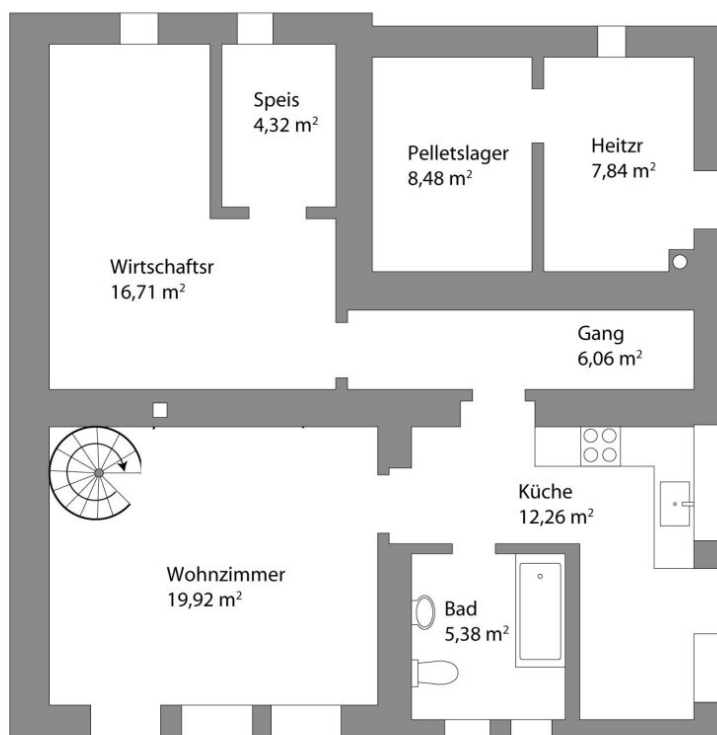 Speis
4,32 m²
Pelletslager
8,48 m²
Heitzr
7,84 m²
Wirtschaftsr
16,71 m²
Gang
6,06 m²
Küche
12,26 m²
Wohnzimmer
19,92 m²
Bad
5,38 m²